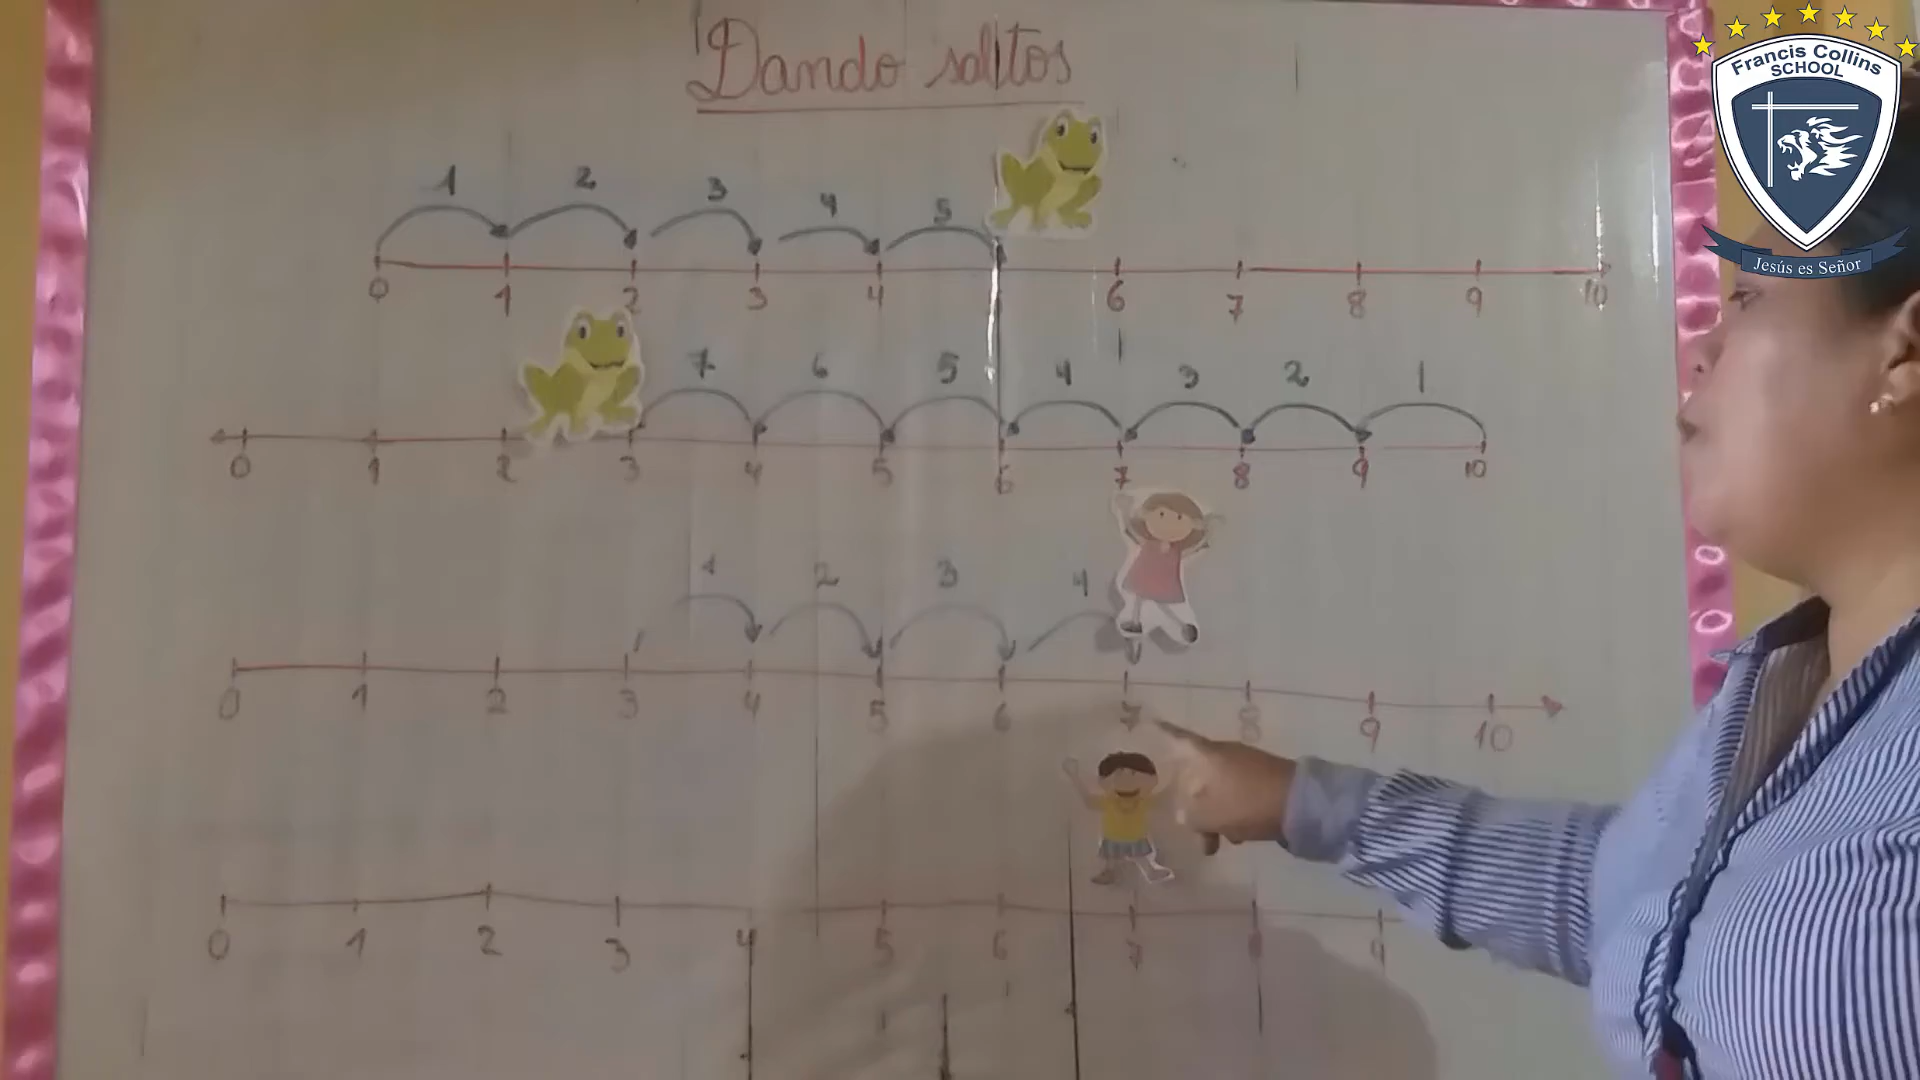 Dando saltos
Francis Collins
SCHOOL
Jesús es Señor
1 2 3 4 5
0 1 2 3 4 6 7 8 9 10
7 6 5 4 3 2 1
0 1 2 3 4 5 6 7 8 9 10
1 2 3 4
0 1 2 3 4 5 6 7 8 9 10
0 1 2 3 4 5 6 7 8 9